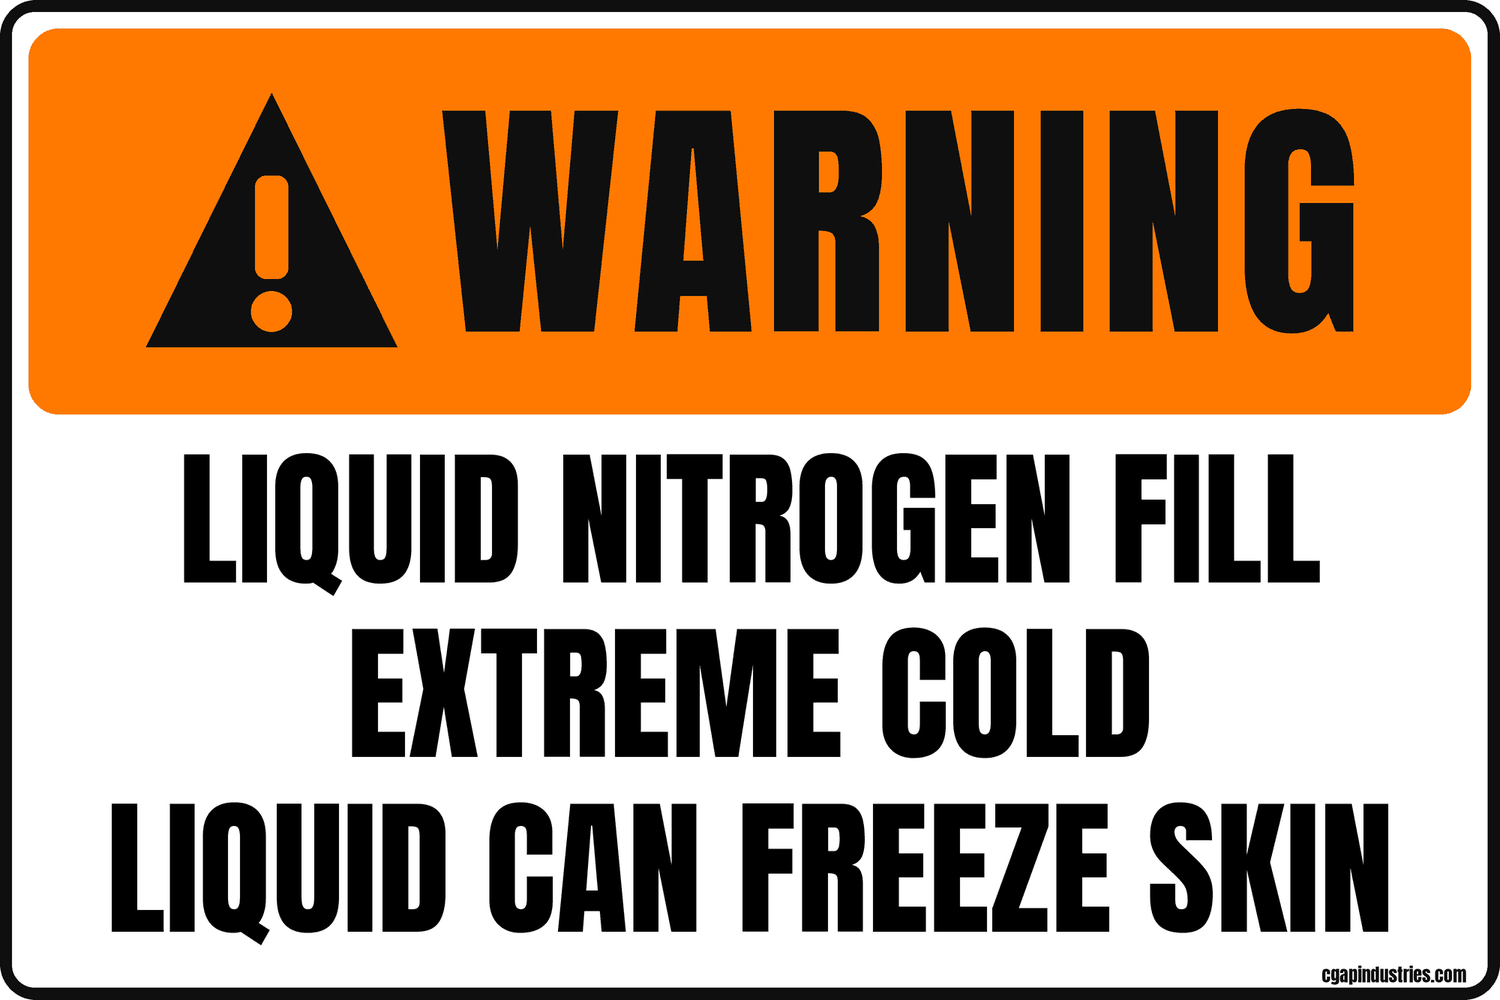 WARNING
LIQUID NITROGEN FILL
EXTREME COLD
LIQUID CAN FREEZE SKIN
cgapindustries.com